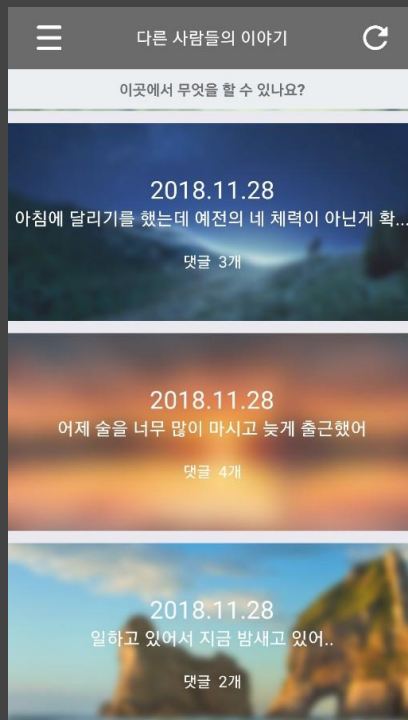 다른 사람들의 이야기
이곳에서 무엇을 할 수 있나요?
2018.11.28
아침에 달리기를 했는데 예전의 네 체력이 아닌게 확...
댓글 3개
2018.11.28
어제 술을 너무 많이 마시고 늦게 출근했어
댓글 4개
2018.11.28
일하고 있어서 지금 밤새고 있어..
댓글 2개